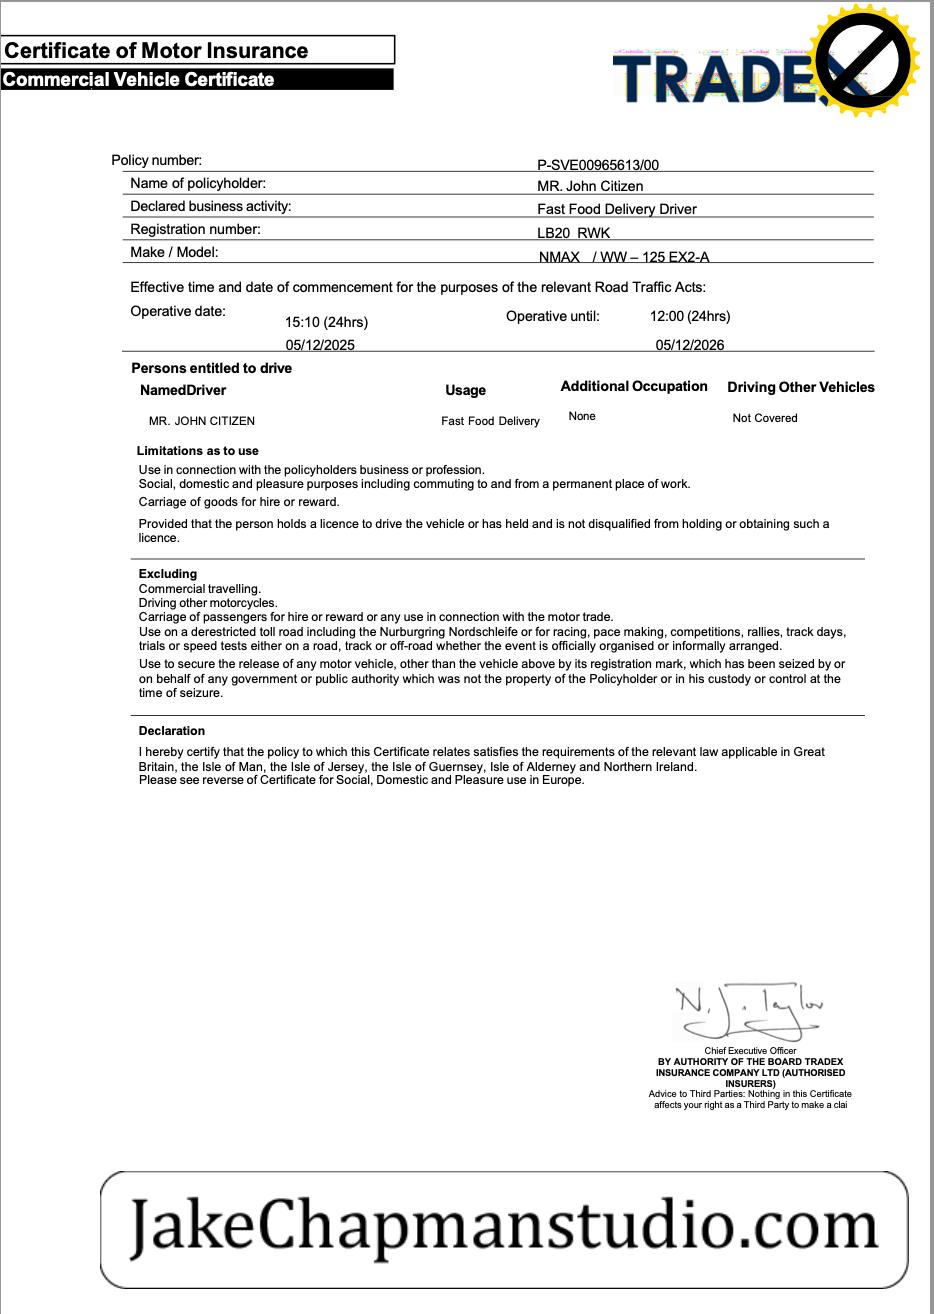 Certificate of Motor Insurance
Commercial Vehicle Certificate
TRADEX
Policy number: P-SVE00965613/00
Name of policyholder: MR. John Citizen
Declared business activity: Fast Food Delivery Driver
Registration number: LB20 RWK
Make / Model: NMAX / WW – 125 EX2-A
Effective time and date of commencement for the purposes of the relevant Road Traffic Acts:
Operative date: 15:10 (24hrs) Operative until: 12:00 (24hrs)
05/12/2025 05/12/2026
Persons entitled to drive
NamedDriver Usage Additional Occupation Driving Other Vehicles
MR. JOHN CITIZEN Fast Food Delivery None Not Covered
Limitations as to use
Use in connection with the policyholders business or profession.
Social, domestic and pleasure purposes including commuting to and from a permanent place of work.
Carriage of goods for hire or reward.
Provided that the person holds a licence to drive the vehicle or has held and is not disqualified from holding or obtaining such a
licence.
Excluding
Commercial travelling.
Driving other motorcycles.
Carriage of passengers for hire or reward or any use in connection with the motor trade.
Use on a derestricted toll road including the Nurburgring Nordschleife or for racing, pace making, competitions, rallies, track days,
trials or speed tests either on a road, track or off-road whether the event is officially organised or informally arranged.
Use to secure the release of any motor vehicle, other than the vehicle above by its registration mark, which has been seized by or
on behalf of any government or public authority which was not the property of the Policyholder or in his custody or control at the
time of seizure.
Declaration
I hereby certify that the policy to which this Certificate relates satisfies the requirements of the relevant law applicable in Great
Britain, the Isle of Man, the Isle of Jersey, the Isle of Guernsey, Isle of Alderney and Northern Ireland.
Please see reverse of Certificate for Social, Domestic and Pleasure use in Europe.
N. J. Taylor
Chief Executive Officer
BY AUTHORITY OF THE BOARD TRADEX
INSURANCE COMPANY LTD (AUTHORISED
INSURERS)
Advice to Third Parties: Nothing in this Certificate
affects your right as a Third Party to make a clai
JakeChapmanstudio.com